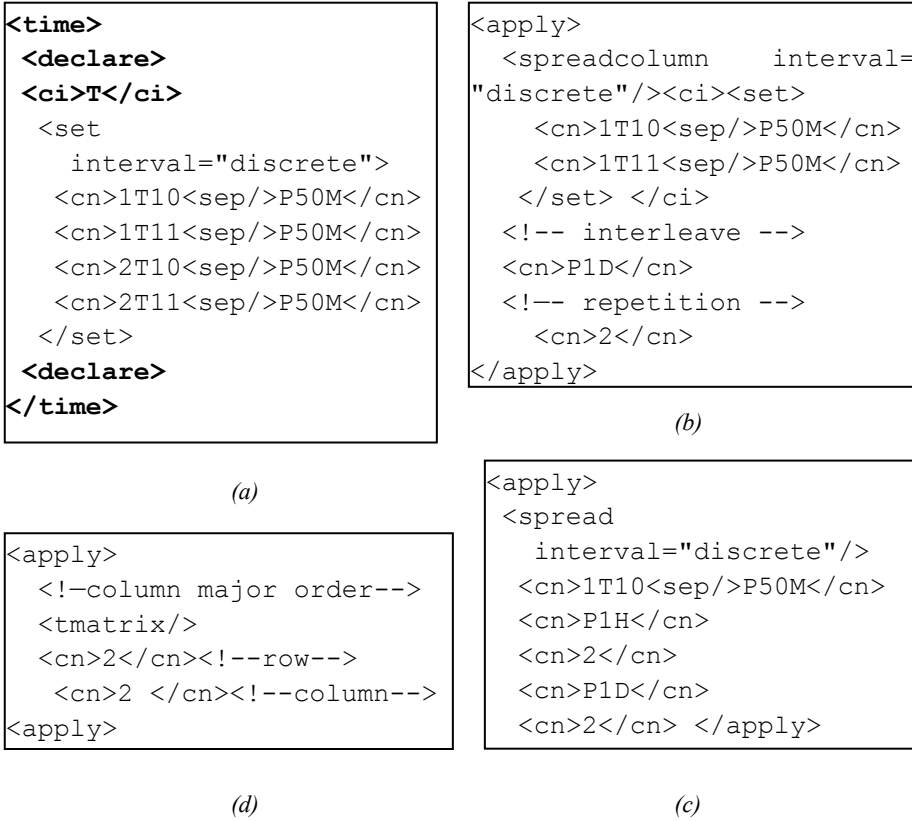 <time>
<declare>
<ci>T</ci>
<set
interval="discrete">
<cn>1T10<sep/>P50M</cn>
<cn>1T11<sep/>P50M</cn>
<cn>2T10<sep/>P50M</cn>
<cn>2T11<sep/>P50M</cn>
</set>
<declare>
</time>
(a)
<apply>
<spreadcolumn interval=
"discrete"/><ci><set>
<cn>1T10<sep/>P50M</cn>
<cn>1T11<sep/>P50M</cn>
</set> </ci>
<!-- interleave -->
<cn>P1D</cn>
<!—- repetition -->
<cn>2</cn>
</apply>
(b)
<apply>
<!—column major order-->
<tmatrix/>
<cn>2</cn><!--row-->
<cn>2 </cn><!--column-->
<apply>
(d)
<apply>
<spread
interval="discrete"/>
<cn>1T10<sep/>P50M</cn>
<cn>P1H</cn>
<cn>2</cn>
<cn>P1D</cn>
<cn>2</cn> </apply>
(c)